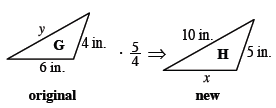 y
G
4 in.
6 in.
original
· 5/4 ⇒
10 in.
H
5 in.
x
new